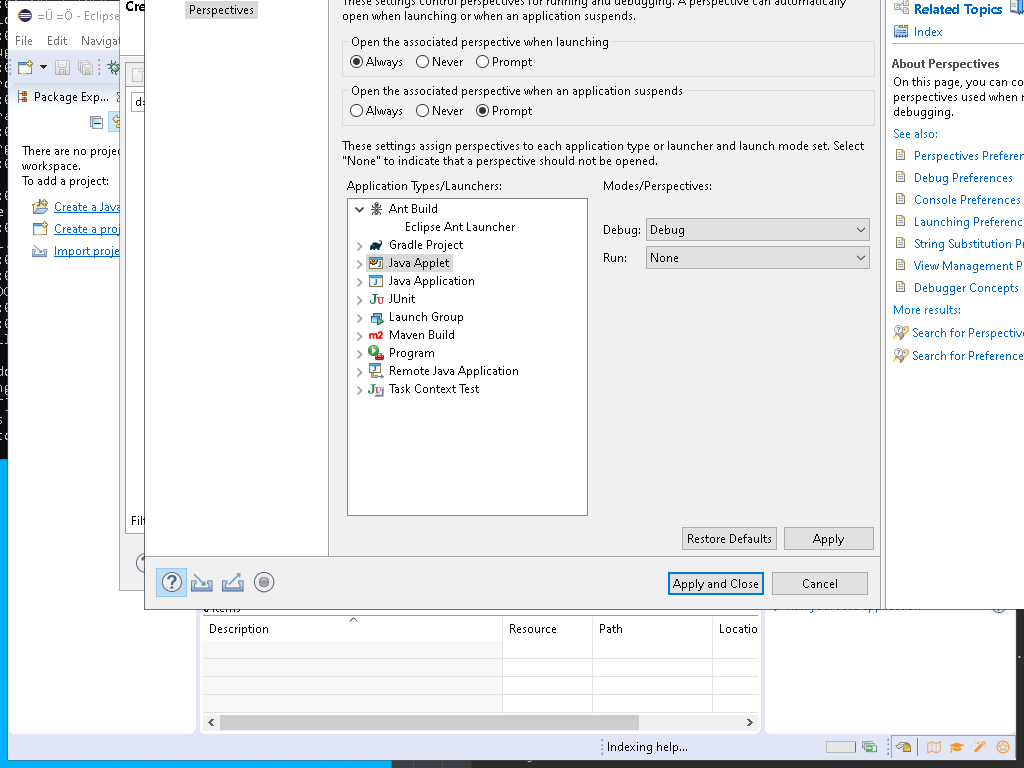 =Ü =Ö - Eclipse
File Edit Navigat
Package Exp...
There are no proje
workspace.
To add a project:
Create a Java
Create a proj
Import proje
Cre
Filt
Perspectives
These settings control perspectives for running and debugging. A perspective can automatically
open when launching or when an application suspends.
Open the associated perspective when launching
Always Never Prompt
Open the associated perspective when an application suspends
Always Never Prompt
These settings assign perspectives to each application type or launcher and launch mode set. Select
"None" to indicate that a perspective should not be opened.
Application Types/Launchers:
Ant Build
Eclipse Ant Launcher
Gradle Project
Java Applet
Java Application
JUnit
Launch Group
Maven Build
Program
Remote Java Application
Task Context Test
Modes/Perspectives:
Debug: Debug
Run: None
Restore Defaults Apply
Apply and Close Cancel
Related Topics
Index
About Perspectives
On this page, you can co
perspectives used when r
debugging.
See also:
Perspectives Preferen
Debug Preferences
Console Preferences
Launching Preferenc
String Substitution Pr
View Management P
Debugger Concepts
More results:
Search for Perspective
Search for Preference
Description Resource Path Locatio
Indexing help...